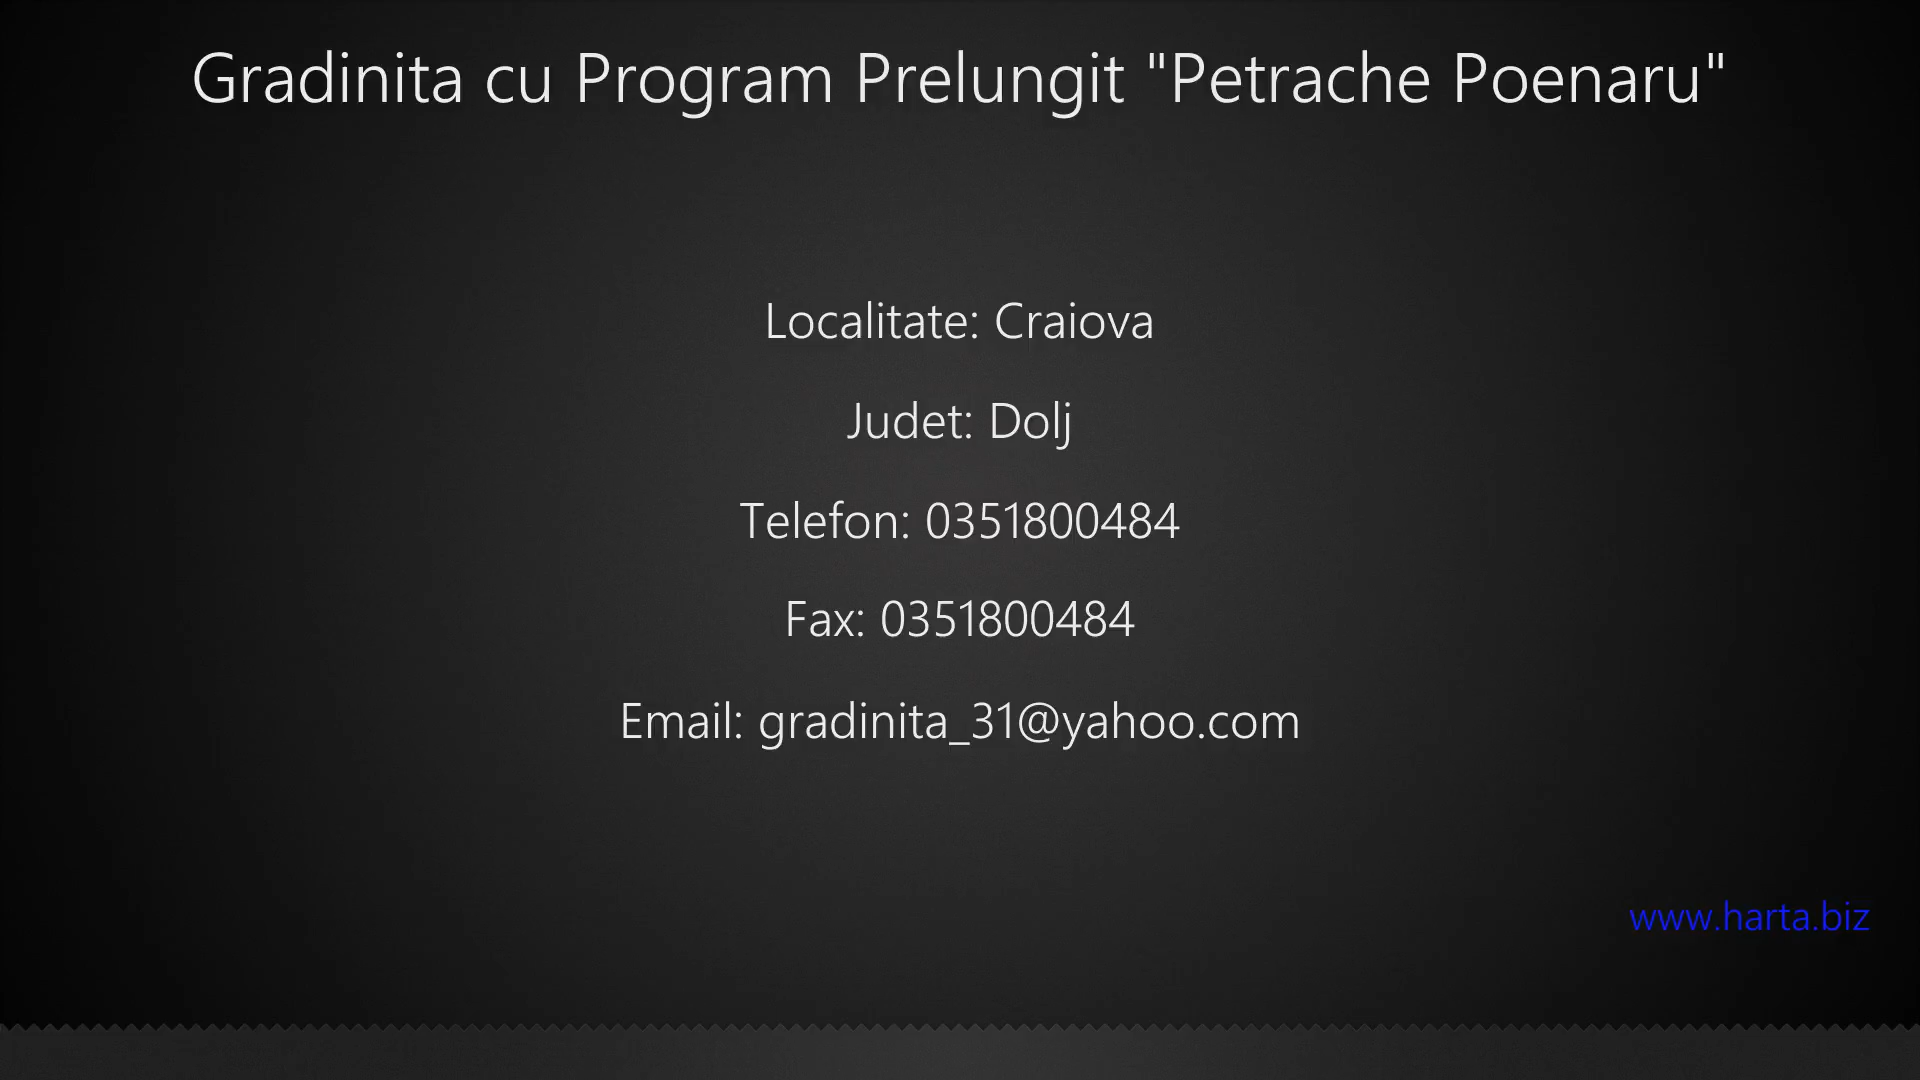 Gradinita cu Program Prelungit "Petrache Poenaru"
Localitate: Craiova
Judet: Dolj
Telefon: 0351800484
Fax: 0351800484
Email: gradinita_31@yahoo.com
www.harta.biz